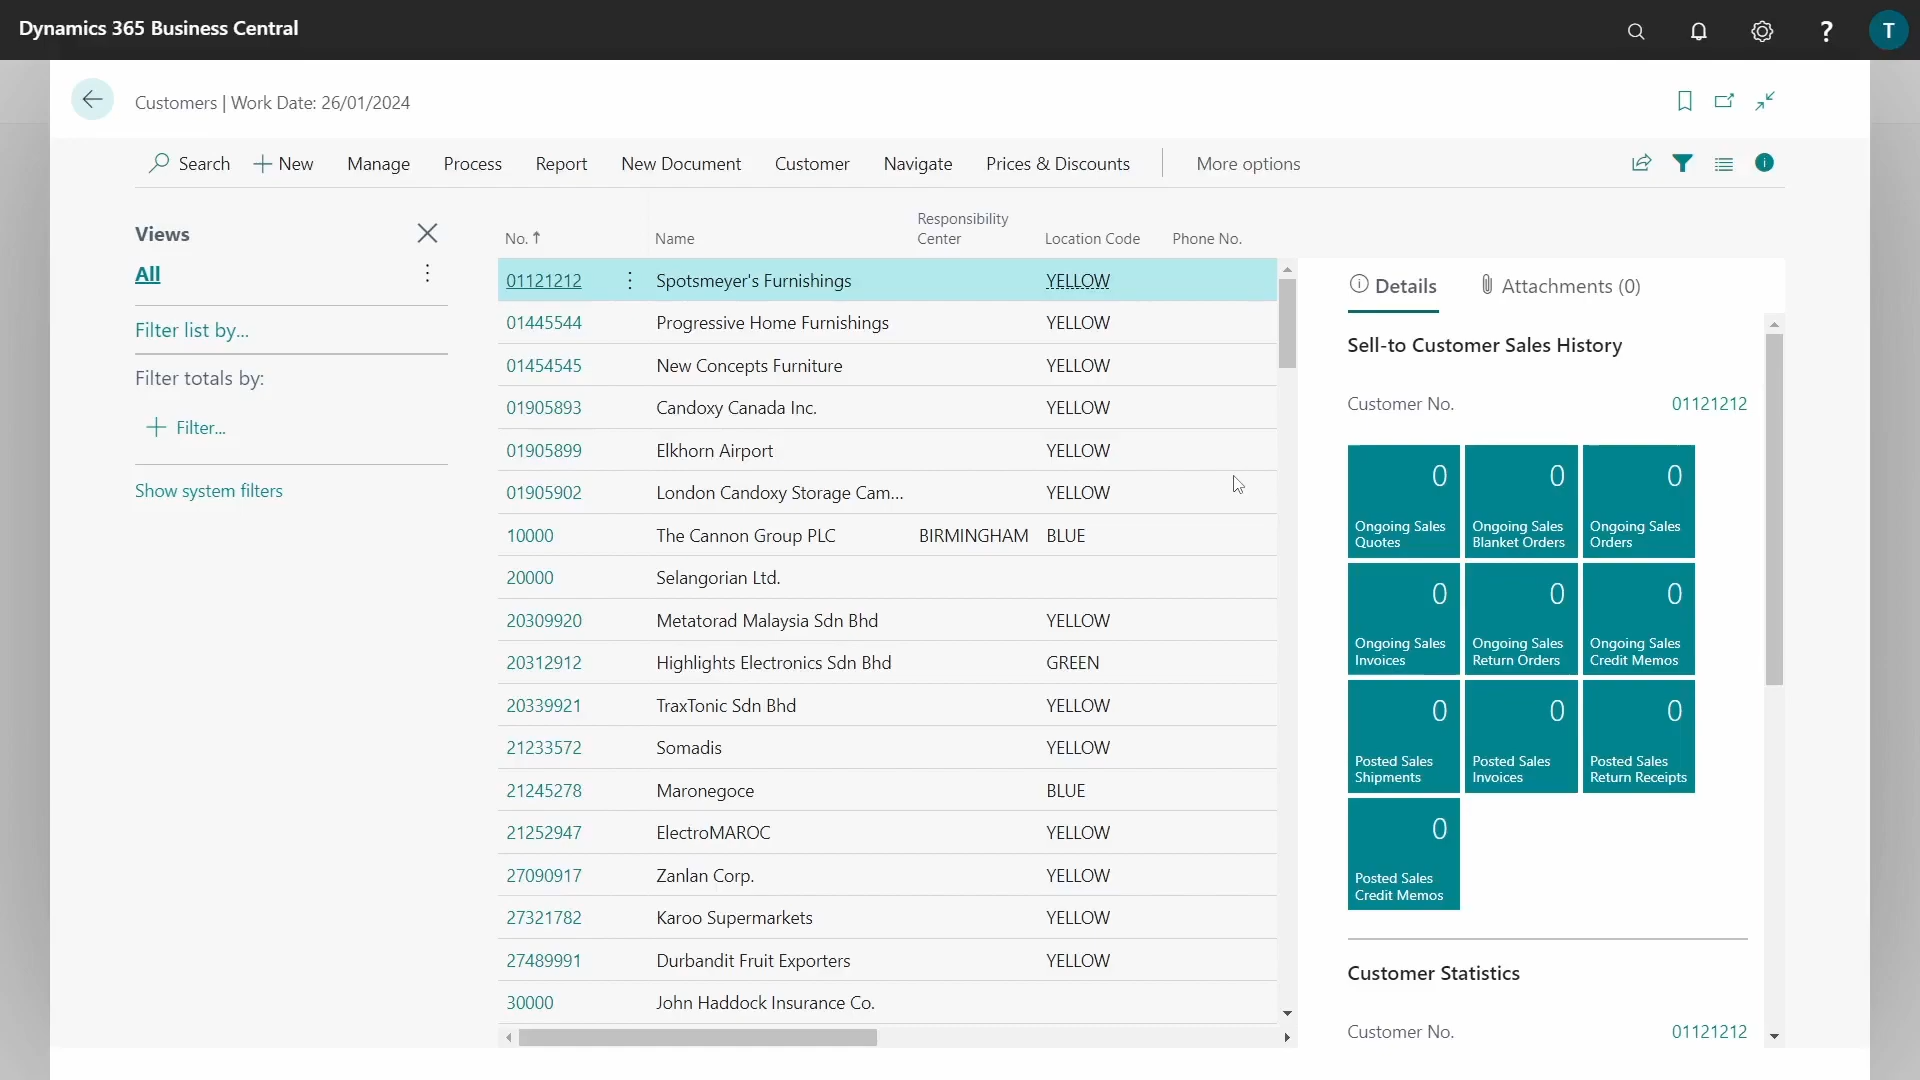 Dynamics 365 Business Central
?
T
Customers | Work Date: 26/01/2024
Search
New
Manage
Process
Report
New Document
Customer
Navigate
Prices & Discounts
More options
Views
All
Filter list by...
Filter totals by:
Filter...
Show system filters
No. ↑ Name Responsibility Center Location Code Phone No.
01121212 Spotsmeyer's Furnishings YELLOW
01445544 Progressive Home Furnishings YELLOW
01454545 New Concepts Furniture YELLOW
01905893 Candoxy Canada Inc. YELLOW
01905899 Elkhorn Airport YELLOW
01905902 London Candoxy Storage Cam... YELLOW
10000 The Cannon Group PLC BIRMINGHAM BLUE
20000 Selangorian Ltd.
20309920 Metatorad Malaysia Sdn Bhd YELLOW
20312912 Highlights Electronics Sdn Bhd GREEN
20339921 TraxTonic Sdn Bhd YELLOW
21233572 Somadis YELLOW
21245278 Maronegoce BLUE
21252947 ElectroMAROC YELLOW
27090917 Zanlan Corp. YELLOW
27321782 Karoo Supermarkets YELLOW
27489991 Durbandit Fruit Exporters YELLOW
30000 John Haddock Insurance Co.
Details
Attachments (0)
Sell-to Customer Sales History
Customer No. 01121212
0
Ongoing Sales
Quotes
0
Ongoing Sales
Blanket Orders
0
Ongoing Sales
Orders
0
Ongoing Sales
Invoices
0
Ongoing Sales
Return Orders
0
Ongoing Sales
Credit Memos
0
Posted Sales
Shipments
0
Posted Sales
Invoices
0
Posted Sales
Return Receipts
0
Posted Sales
Credit Memos
Customer Statistics
Customer No. 01121212